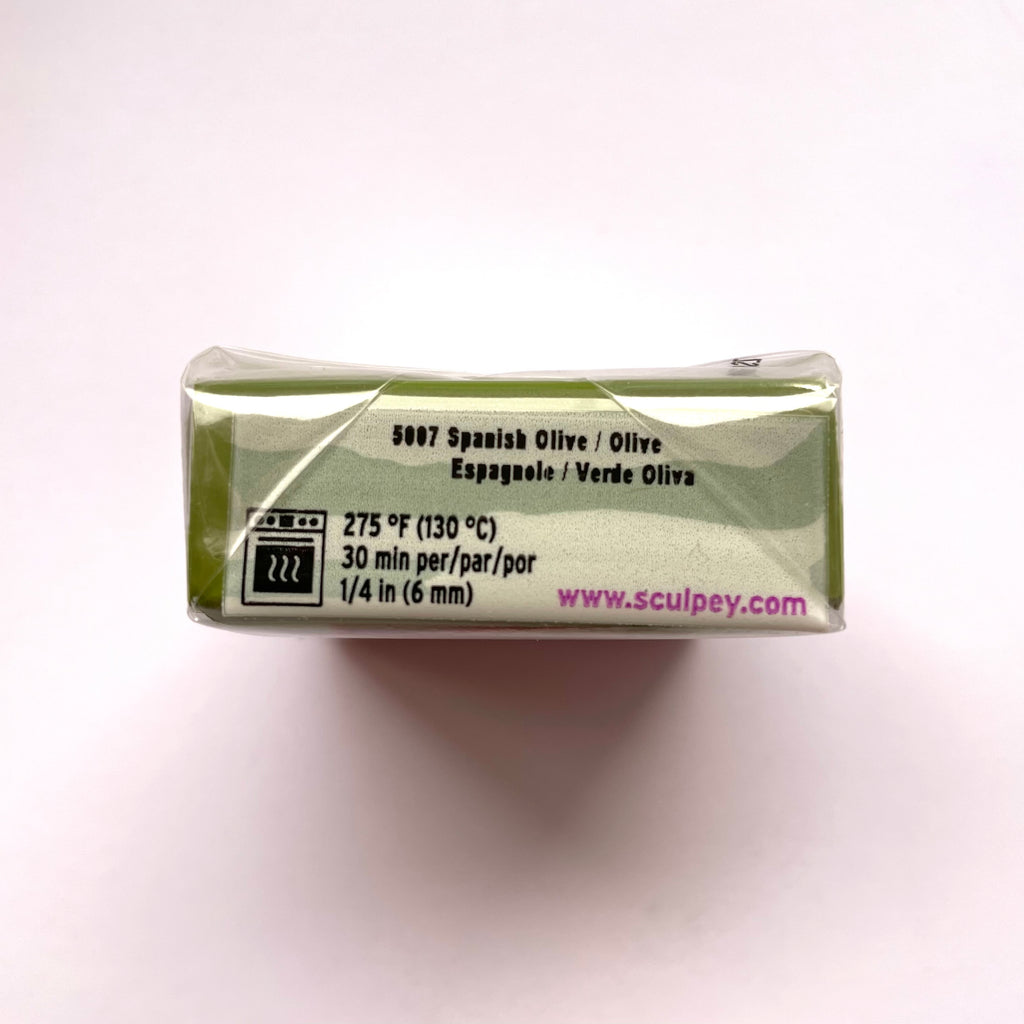 5007 Spanish Olive / Olive
Espagnole / Verde Oliva
275 °F (130 °C)
30 min per/par/por
1/4 in (6 mm)
www.sculpey.com